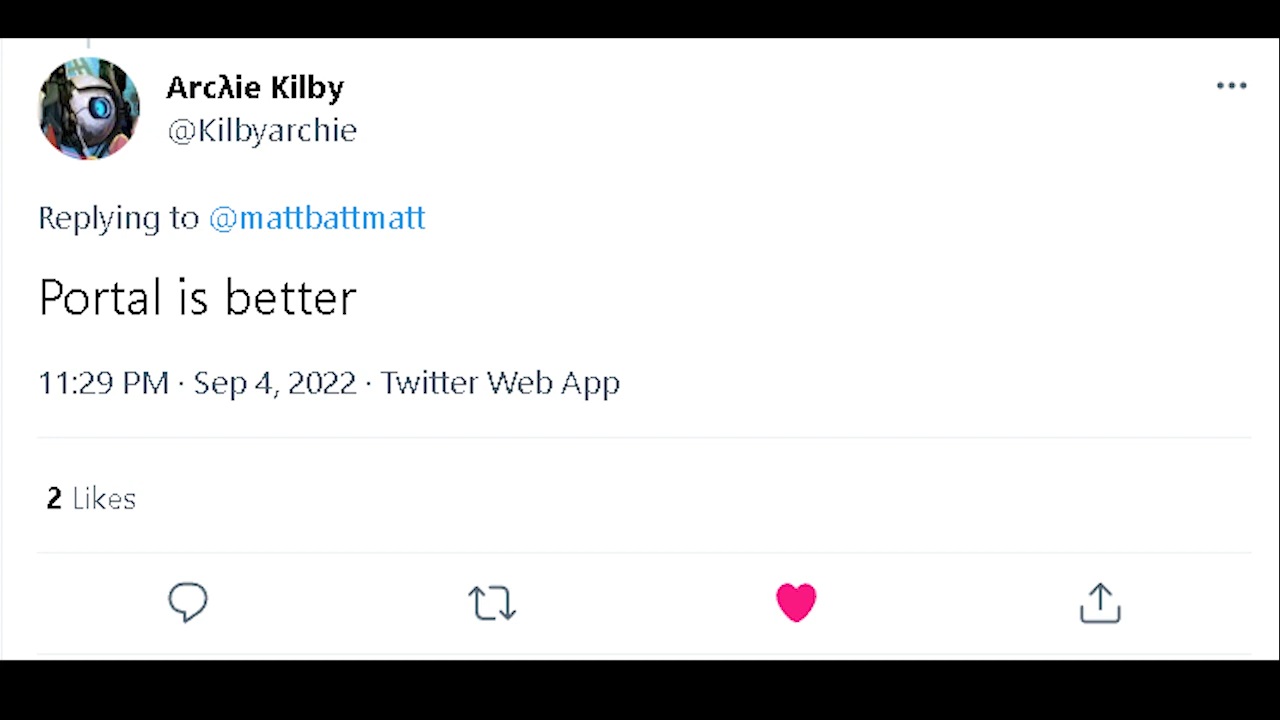 Arcλie Kilby
@Kilbyarchie
Replying to @mattbattmatt
Portal is better
11:29 PM · Sep 4, 2022 · Twitter Web App
2 Likes